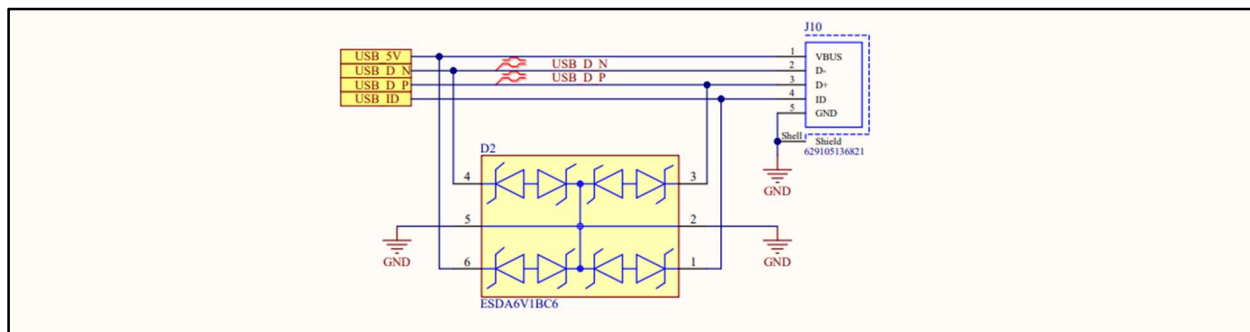 J10
USB_5V
USB_D_N
USB_D_P
USB_ID
USB_D_N
USB_D_P
1 VBUS
2 D-
3 D+
4 ID
5 GND
Shell Shield
629105136821
GND
D2
4 3
5 2
6 1
GND
GND
ESDA6V1BC6